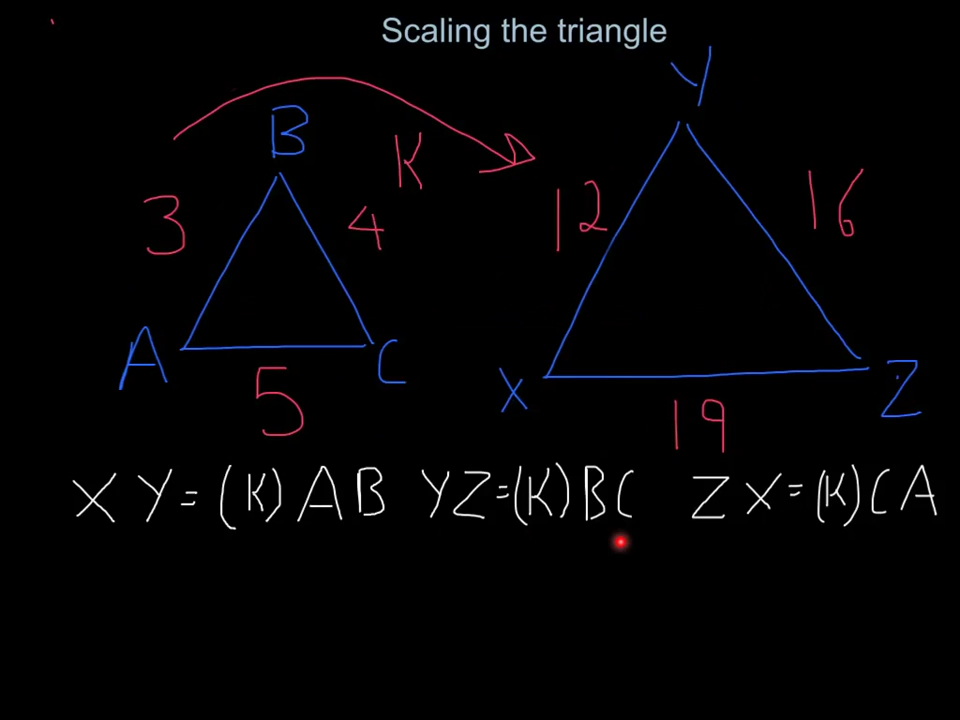 Scaling the triangle
Y
B
K
3
4
12
16
A
C
5
X
Z
19
XY=(K)AB YZ=(K)BC ZX=(K)CA